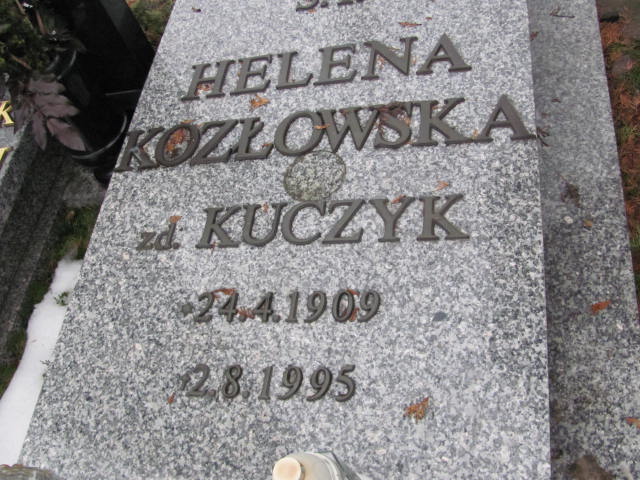 Ś.P.
HELENA
KOZŁOWSKA
zd. KUCZYK
*24.4.1909
†2.8.1995